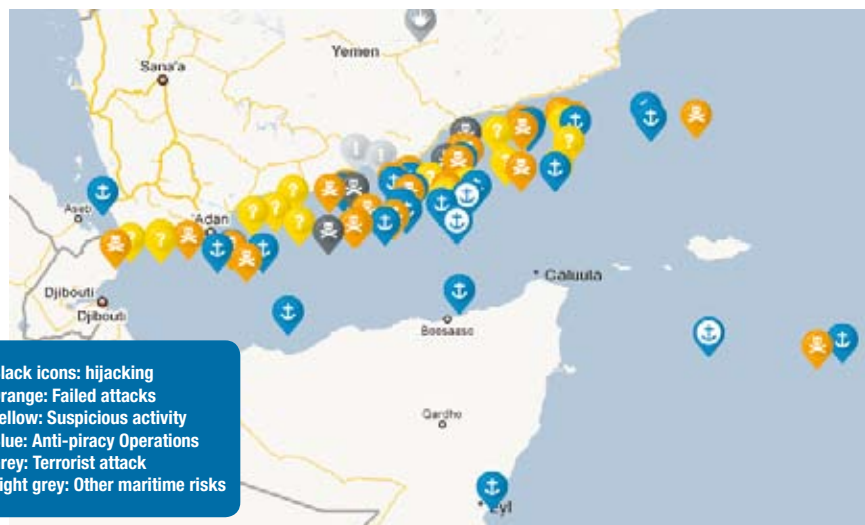 Yemen
Sana'a
Aseb
'Adan
Caluula
Djibouti
Djibouti
Boosaaso
Qardho
lack icons: hijacking
range: Failed attacks
ellow: Suspicious activity
lue: Anti-piracy Operations
rey: Terrorist attack
ight grey: Other maritime risks
Eyl